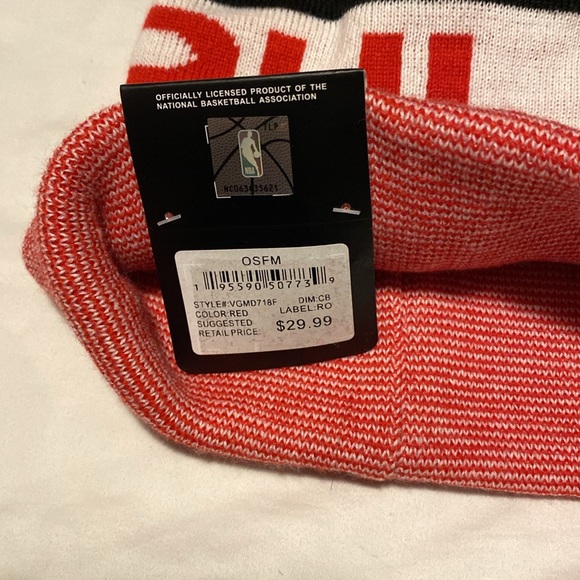 OFFICIALLY LICENSED PRODUCT OF THE
NATIONAL BASKETBALL ASSOCIATION
NBA
OSFM
1 95590 50773 9
STYLE#:VGMD718F DIM:CB
COLOR:RED LABEL:RO
SUGGESTED
RETAIL PRICE: $29.99